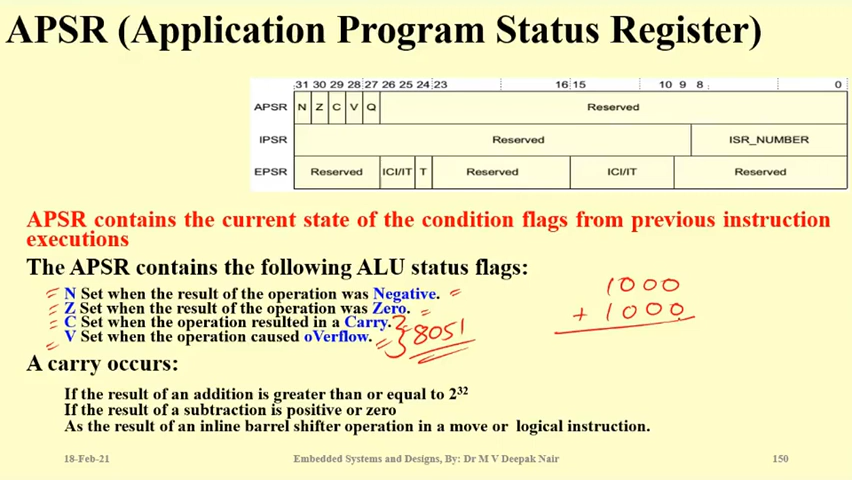 APSR (Application Program Status Register)
31 30 29 28 27 26 25 24 23 16 15 10 9 8 0
APSR N Z C V Q Reserved
IPSR Reserved ISR_NUMBER
EPSR Reserved ICI/IT T Reserved ICI/IT Reserved
APSR contains the current state of the condition flags from previous instruction
executions
The APSR contains the following ALU status flags:
N Set when the result of the operation was Negative.
Z Set when the result of the operation was Zero.
C Set when the operation resulted in a Carry.
V Set when the operation caused oVerflow.
8051
1000
+ 1000
A carry occurs:
If the result of an addition is greater than or equal to 2³²
If the result of a subtraction is positive or zero
As the result of an inline barrel shifter operation in a move or logical instruction.
18-Feb-21 Embedded Systems and Designs, By: Dr M V Deepak Nair 150